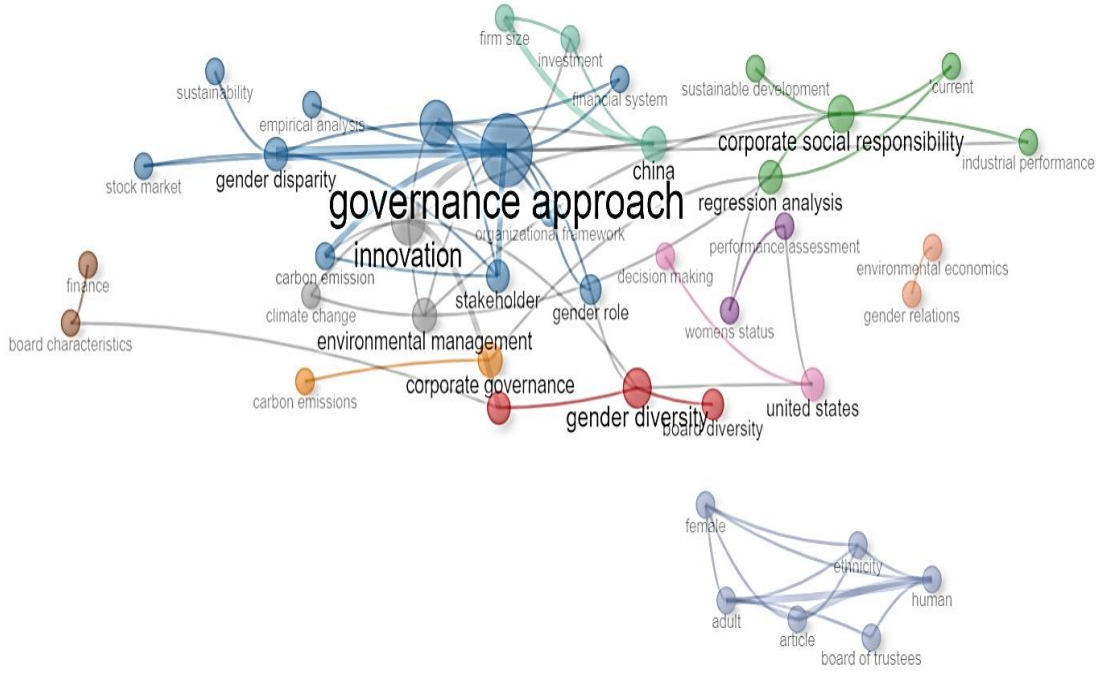 firm size
investment
sustainability
financial system
sustainable development
'current
empirical analysis
corporate social responsibility
industrial performance
stock market
gender disparity
china
governance approach
regression analysis
organizational framework
performance assessment
innovation
carbon emission
decision making
environmental economics
finance
stakeholder
climate change
gender role
gender relations
womens status
board characteristics
environmental management
corporate governance
carbon emissions
gender diversity
board diversity
united states
female
ethnicity
human
adult
article
board of trustees